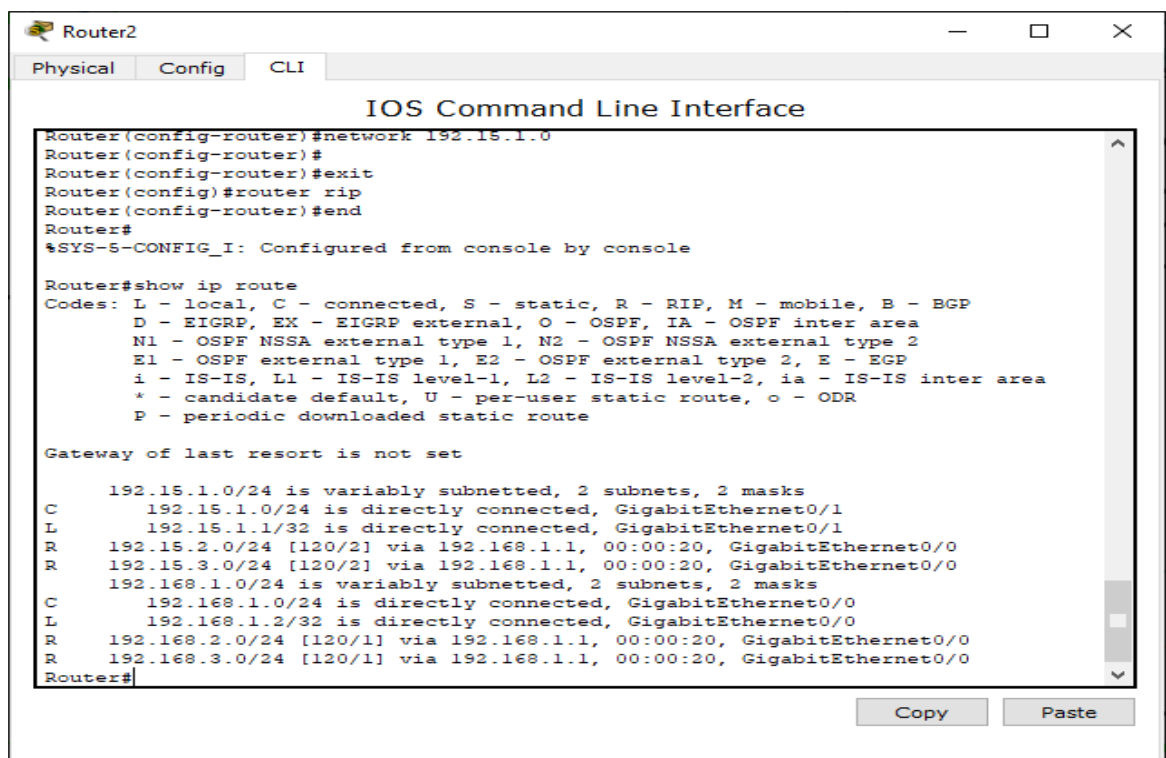 Router2
Physical Config CLI
IOS Command Line Interface
Router(config-router)#network 192.15.1.0
Router(config-router)#
Router(config-router)#exit
Router(config)#router rip
Router(config-router)#end
Router#
%SYS-5-CONFIG_I: Configured from console by console
Router#show ip route
Codes: L - local, C - connected, S - static, R - RIP, M - mobile, B - BGP
D - EIGRP, EX - EIGRP external, O - OSPF, IA - OSPF inter area
N1 - OSPF NSSA external type 1, N2 - OSPF NSSA external type 2
E1 - OSPF external type 1, E2 - OSPF external type 2, E - EGP
i - IS-IS, L1 - IS-IS level-1, L2 - IS-IS level-2, ia - IS-IS inter area
* - candidate default, U - per-user static route, o - ODR
P - periodic downloaded static route
Gateway of last resort is not set
192.15.1.0/24 is variably subnetted, 2 subnets, 2 masks
C 192.15.1.0/24 is directly connected, GigabitEthernet0/1
L 192.15.1.1/32 is directly connected, GigabitEthernet0/1
R 192.15.2.0/24 [120/2] via 192.168.1.1, 00:00:20, GigabitEthernet0/0
R 192.15.3.0/24 [120/2] via 192.168.1.1, 00:00:20, GigabitEthernet0/0
192.168.1.0/24 is variably subnetted, 2 subnets, 2 masks
C 192.168.1.0/24 is directly connected, GigabitEthernet0/0
L 192.168.1.2/32 is directly connected, GigabitEthernet0/0
R 192.168.2.0/24 [120/1] via 192.168.1.1, 00:00:20, GigabitEthernet0/0
R 192.168.3.0/24 [120/1] via 192.168.1.1, 00:00:20, GigabitEthernet0/0
Router#
Copy Paste